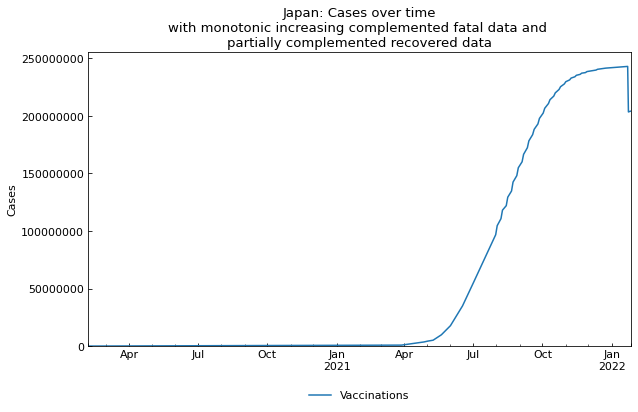 Japan: Cases over time
with monotonic increasing complemented fatal data and
partially complemented recovered data
250000000
200000000
150000000
100000000
50000000
0
Cases
Apr Jul Oct Jan Apr Jul Oct Jan
2021 2022
Vaccinations